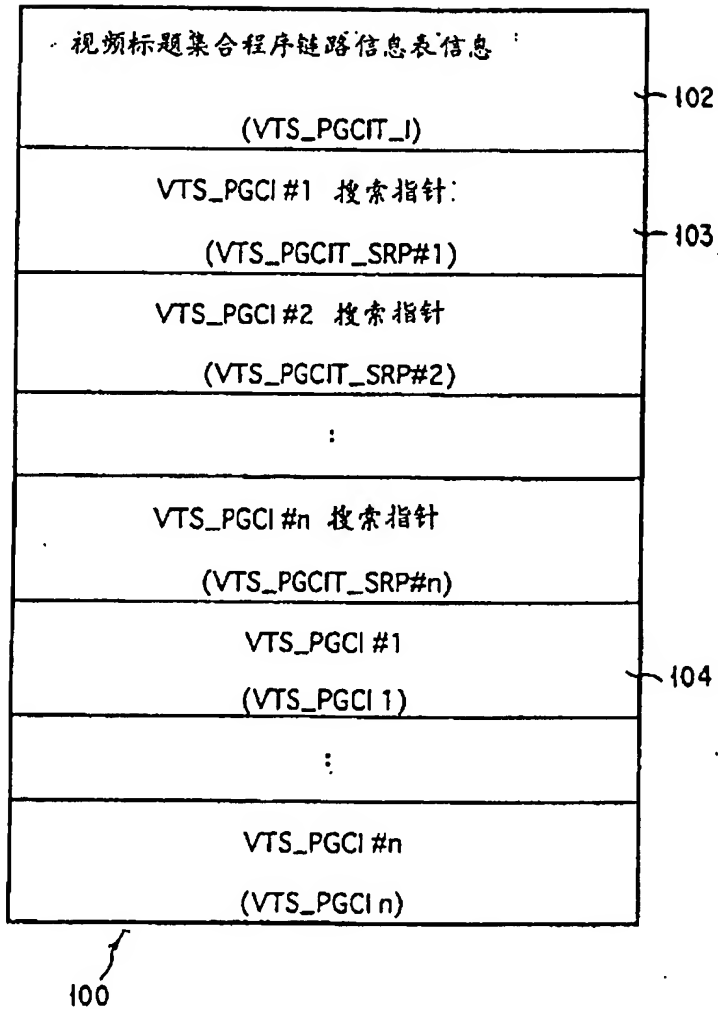 视频标题集合程序链路信息表信息
(VTS_PGCIT_I)
102
VTS_PGCI #1 搜索指针
(VTS_PGCIT_SRP#1)
103
VTS_PGCI #2 搜索指针
(VTS_PGCIT_SRP#2)
:
VTS_PGCI #n 搜索指针
(VTS_PGCIT_SRP#n)
VTS_PGCI #1
(VTS_PGCI 1)
104
:
VTS_PGCI #n
(VTS_PGCI n)
100